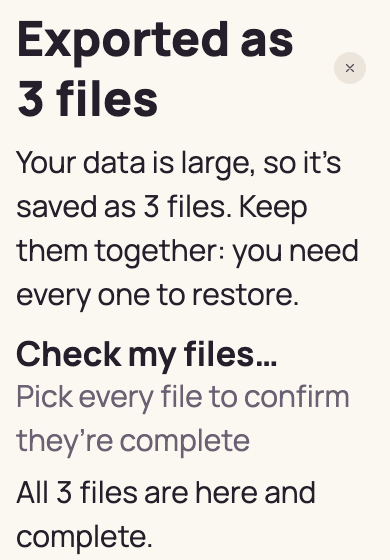 Exported as
3 files
Your data is large, so it’s
saved as 3 files. Keep
them together: you need
every one to restore.
Check my files…
Pick every file to confirm
they’re complete
All 3 files are here and
complete.